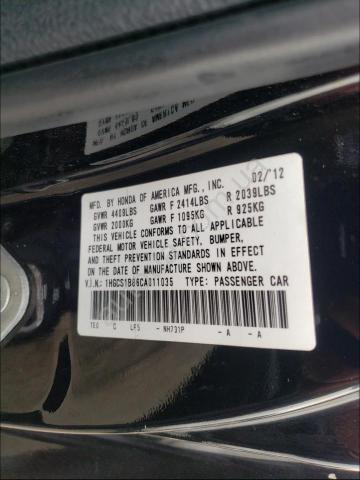 MFD. BY HONDA OF AMERICA MFG., INC. 02/'12
GVWR 4409LBS GAWR F 2414LBS R 2039LBS
GVWR 2000KG GAWR F 1095KG R 925KG
THIS VEHICLE CONFORMS TO ALL APPLICABLE
FEDERAL MOTOR VEHICLE SAFETY, BUMPER,
AND THEFT PREVENTION STANDARDS IN EFFECT
ON THE DATE OF MANUFACTURE SHOWN ABOVE.
V.I.N.: 1HGCS1B86CA011035 TYPE: PASSENGER CAR
TE0 C LF5 - NH731P - A - A